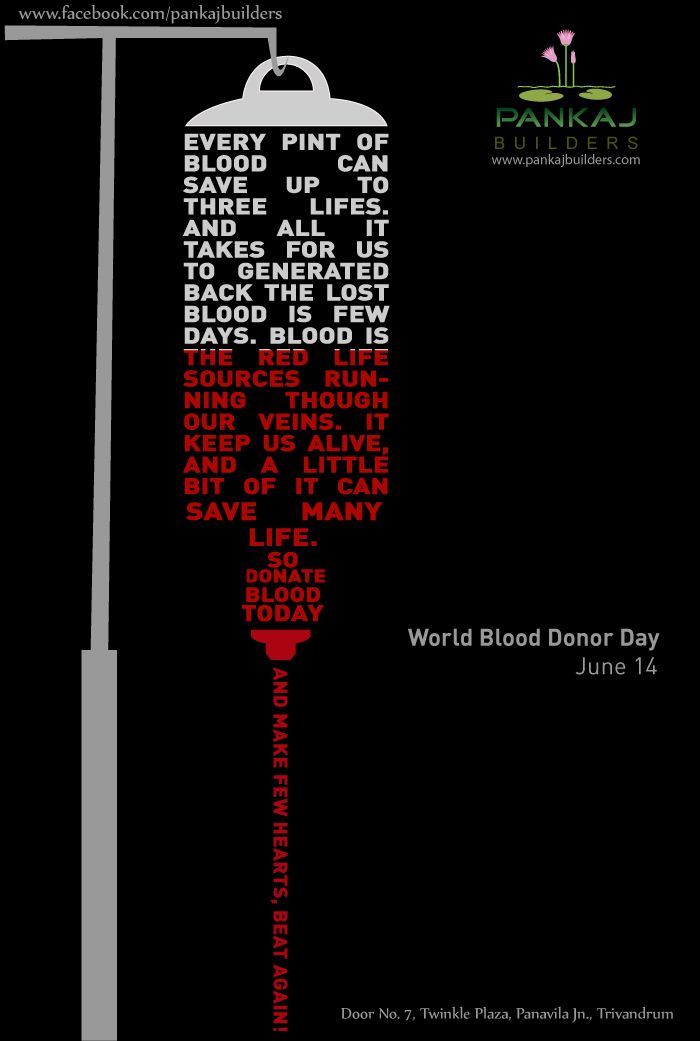 www.facebook.com/pankajbuilders
PANKAJ
BUILDERS
www.pankajbuilders.com
EVERY PINT OF
BLOOD CAN
SAVE UP TO
THREE LIFES.
AND ALL IT
TAKES FOR US
TO GENERATED
BACK THE LOST
BLOOD IS FEW
DAYS. BLOOD IS
THE RED LIFE
SOURCES RUN-
NING THOUGH
OUR VEINS. IT
KEEP US ALIVE,
AND A LITTLE
BIT OF IT CAN
SAVE MANY
LIFE.
SO
DONATE
BLOOD
TODAY
AND MAKE FEW HEARTS, BEAT AGAIN!
World Blood Donor Day
June 14
Door No. 7, Twinkle Plaza, Panavila Jn., Trivandrum